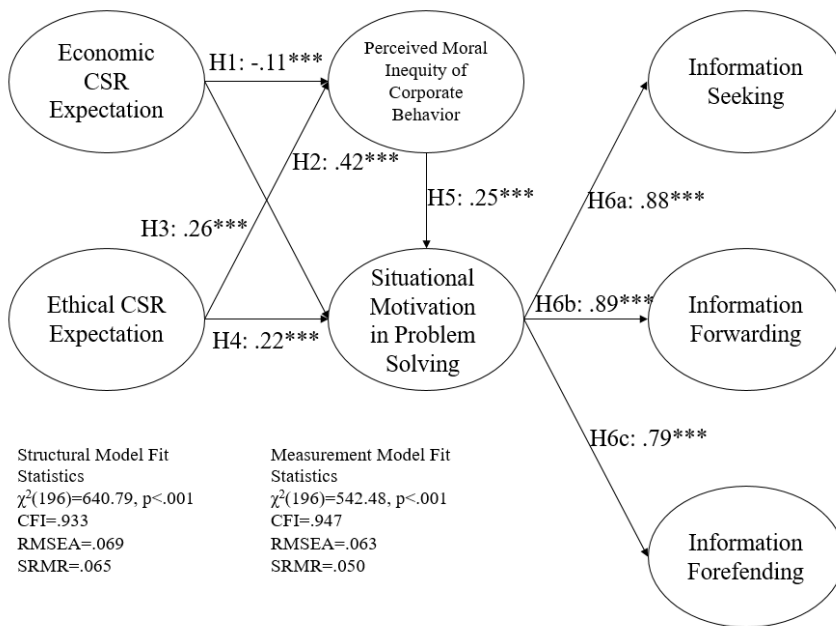 Economic
CSR
Expectation
H1: -.11***
Perceived Moral
Inequity of
Corporate
Behavior
Information
Seeking
H2: .42***
H3: .26***
H5: .25***
H6a: .88***
Ethical CSR
Expectation
H4: .22***
Situational
Motivation
in Problem
Solving
H6b: .89***
Information
Forwarding
H6c: .79***
Information
Forefending
Structural Model Fit
Statistics
χ²(196)=640.79, p<.001
CFI=.933
RMSEA=.069
SRMR=.065
Measurement Model Fit
Statistics
χ²(196)=542.48, p<.001
CFI=.947
RMSEA=.063
SRMR=.050